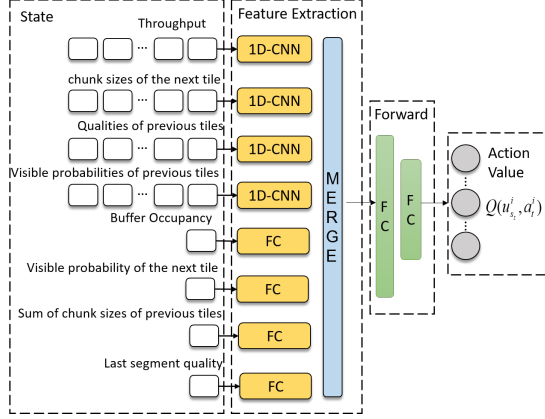 State
Feature Extraction
Throughput
··· 1D-CNN
chunk sizes of the next tile
··· 1D-CNN
Qualities of previous tiles
··· 1D-CNN
Visible probabilities of previous tiles
··· 1D-CNN
Buffer Occupancy
FC
Visible probability of the next tile
FC
Sum of chunk sizes of previous tiles
FC
Last segment quality
FC
MERGE
Forward
FC
FC
Action
Value
Q(u^i_{s_t}, a^i_t)